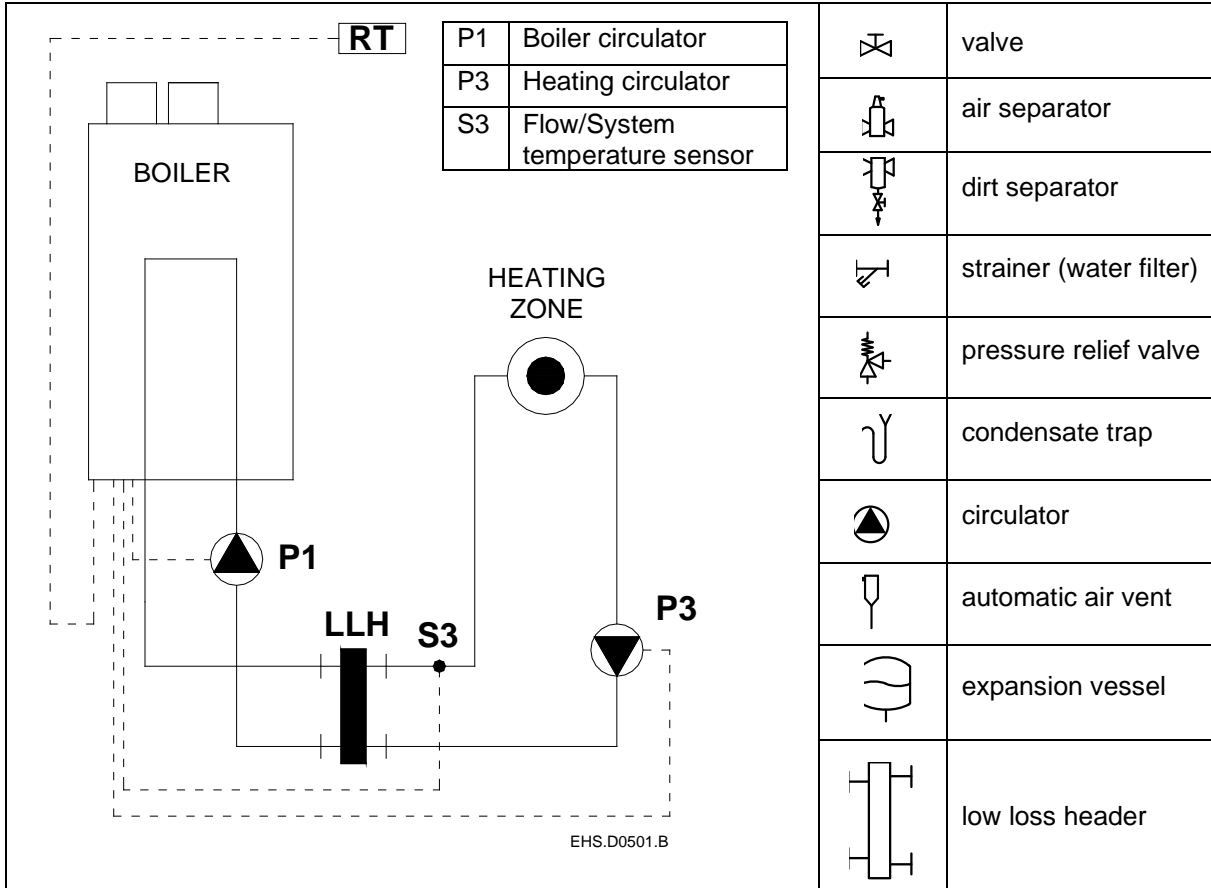 RT
P1 Boiler circulator
P3 Heating circulator
S3 Flow/System
temperature sensor
BOILER
HEATING
ZONE
P1
LLH
S3
P3
EHS.D0501.B
valve
air separator
dirt separator
strainer (water filter)
pressure relief valve
condensate trap
circulator
automatic air vent
expansion vessel
low loss header